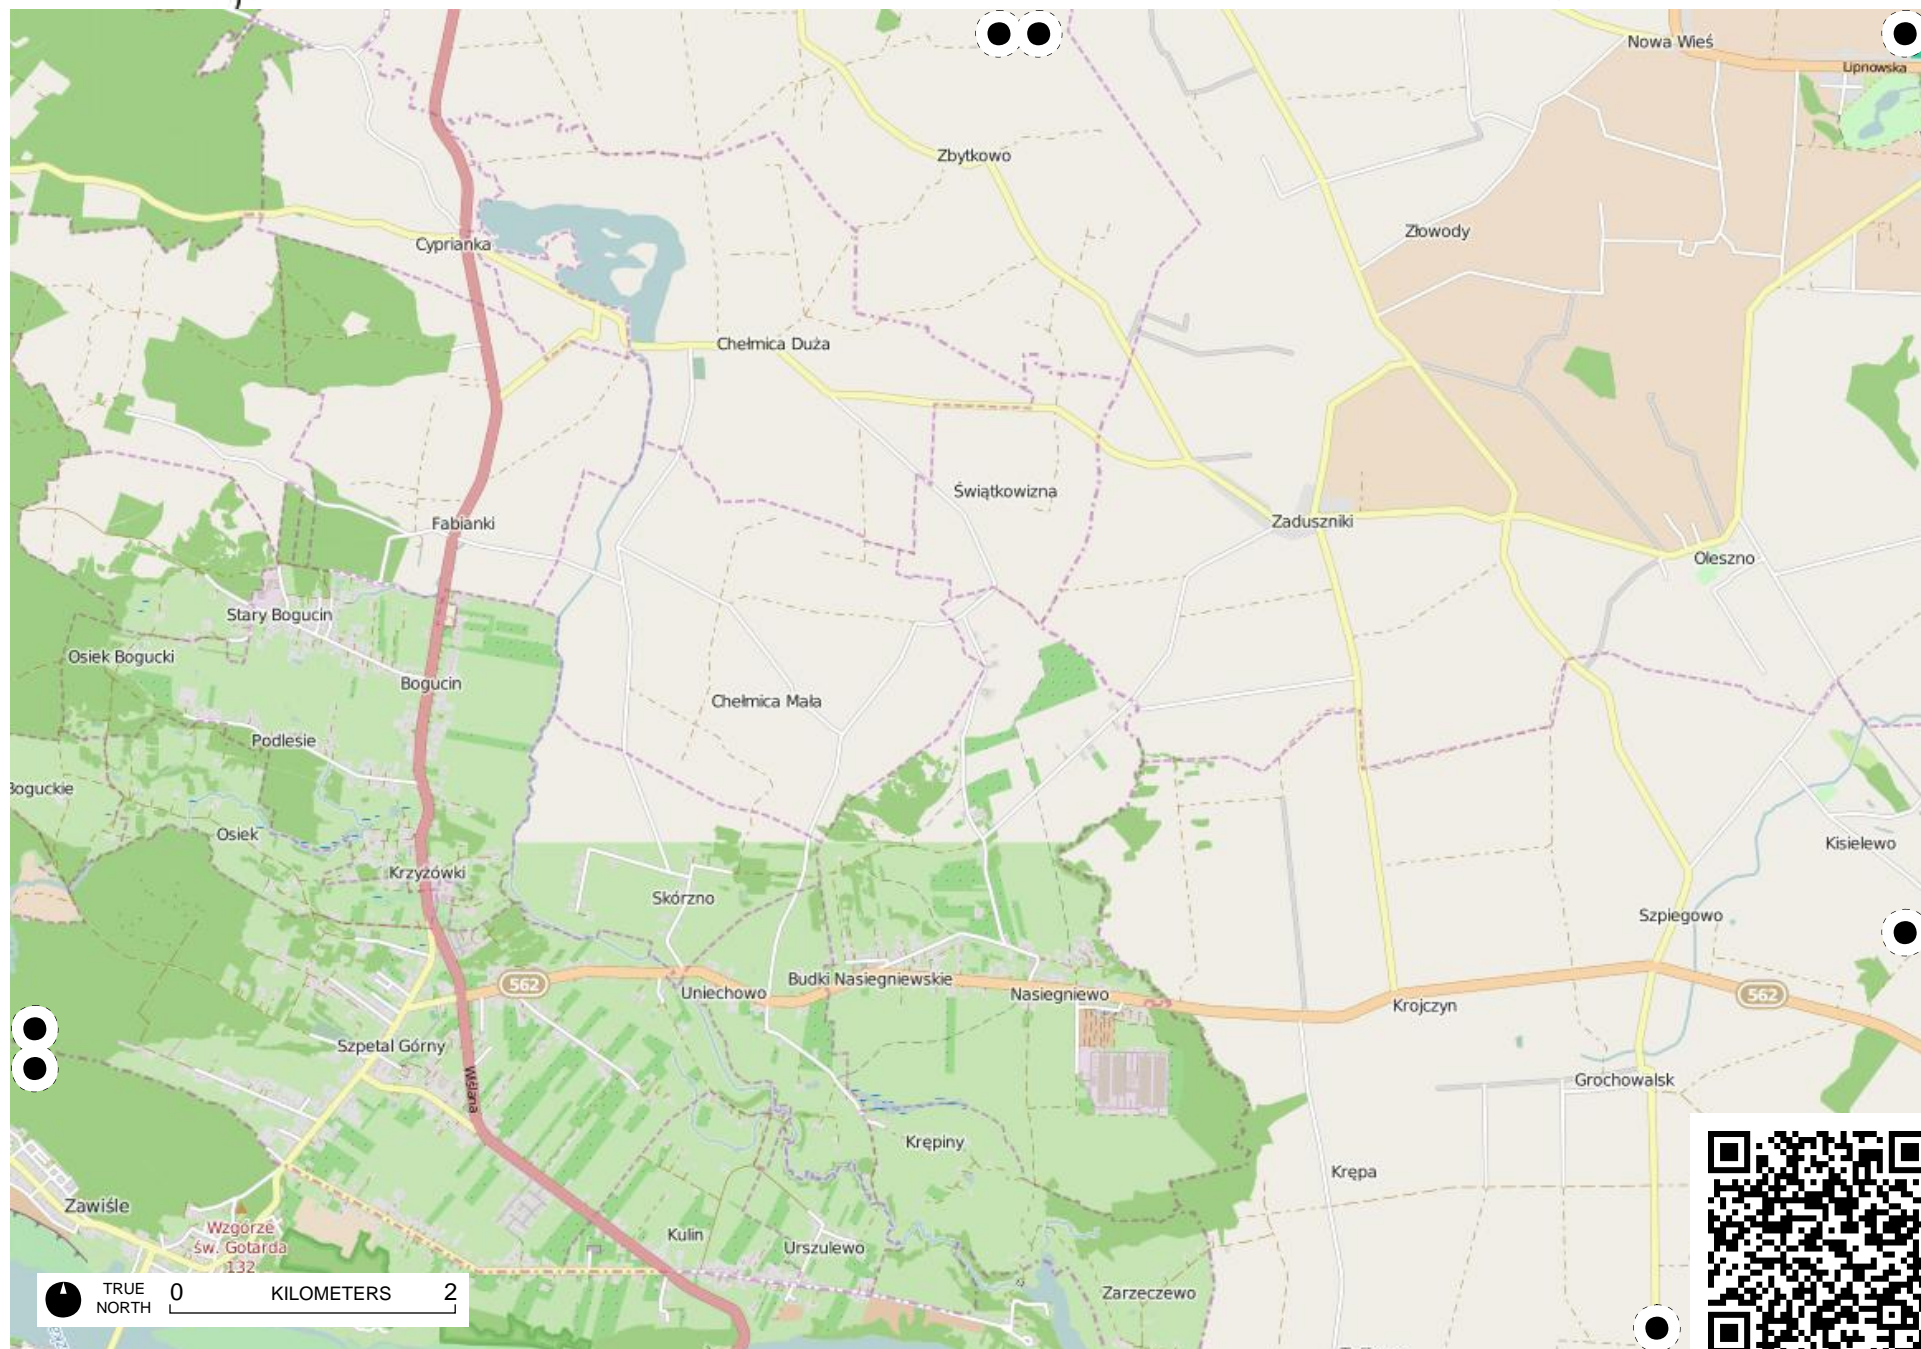 Nowa Wieś
Lipnowska
Zbytkowo
Złowody
Cyprianka
Chełmica Duża
Świątkowizna
Fabianki
Zaduszniki
Oleszno
Stary Bogucin
Osiek Bogucki
Bogucin
Chełmica Mała
Podlesie
Boguckie
Osiek
Kisielewo
Krzyżówki
Skórzno
Szpiegowo
562
Uniechowo
Budki Nasiegniewskie
Nasiegniewo
562
Krojczyn
Szpetal Górny
Wiślana
Grochowalsk
Krępiny
Krępa
Zawiśle
Wzgórze
św. Gotarda
132
Kulin
Urszulewo
Zarzeczewo
TRUE
NORTH
0 KILOMETERS 2